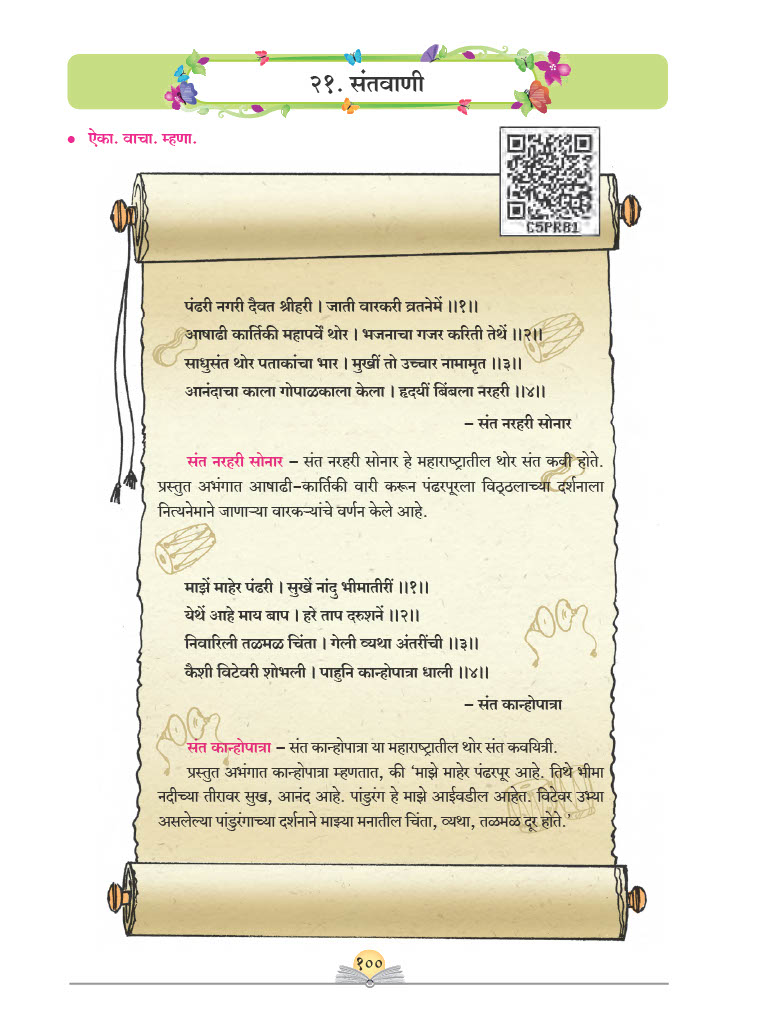 २१. संतवाणी
• ऐका. वाचा. म्हणा.
C5PR81
पंढरी नगरी दैवत श्रीहरी । जाती वारकरी व्रतनेमें ।।१।।
आषाढी कार्तिकी महापर्वें थोर । भजनाचा गजर करिती तेथें ।।२।।
साधुसंत थोर पताकांचा भार । मुखीं तो उच्चार नामामृत ।।३।।
आनंदाचा काला गोपाळकाला केला । हृदयीं बिंबला नरहरी ।।४।।
– संत नरहरी सोनार
संत नरहरी सोनार – संत नरहरी सोनार हे महाराष्ट्रातील थोर संत कवी होते.
प्रस्तुत अभंगात आषाढी-कार्तिकी वारी करून पंढरपूरला विठ्ठलाच्या दर्शनाला
नित्यनेमाने जाणाऱ्या वारकऱ्यांचे वर्णन केले आहे.
माझें माहेर पंढरी । सुखें नांदु भीमातीरीं ।।१।।
येथें आहे माय बाप । हरे ताप दरुशनें ।।२।।
निवारिली तळमळ चिंता । गेली व्यथा अंतरींची ।।३।।
कैशी विटेवरी शोभली । पाहुनि कान्होपात्रा धाली ।।४।।
– संत कान्होपात्रा
संत कान्होपात्रा – संत कान्होपात्रा या महाराष्ट्रातील थोर संत कवयित्री.
प्रस्तुत अभंगात कान्होपात्रा म्हणतात, की ‘माझे माहेर पंढरपूर आहे. तिथे भीमा
नदीच्या तीरावर सुख, आनंद आहे. पांडुरंग हे माझे आईवडील आहेत. विटेवर उभ्या
असलेल्या पांडुरंगाच्या दर्शनाने माझ्या मनातील चिंता, व्यथा, तळमळ दूर होते.’
१००